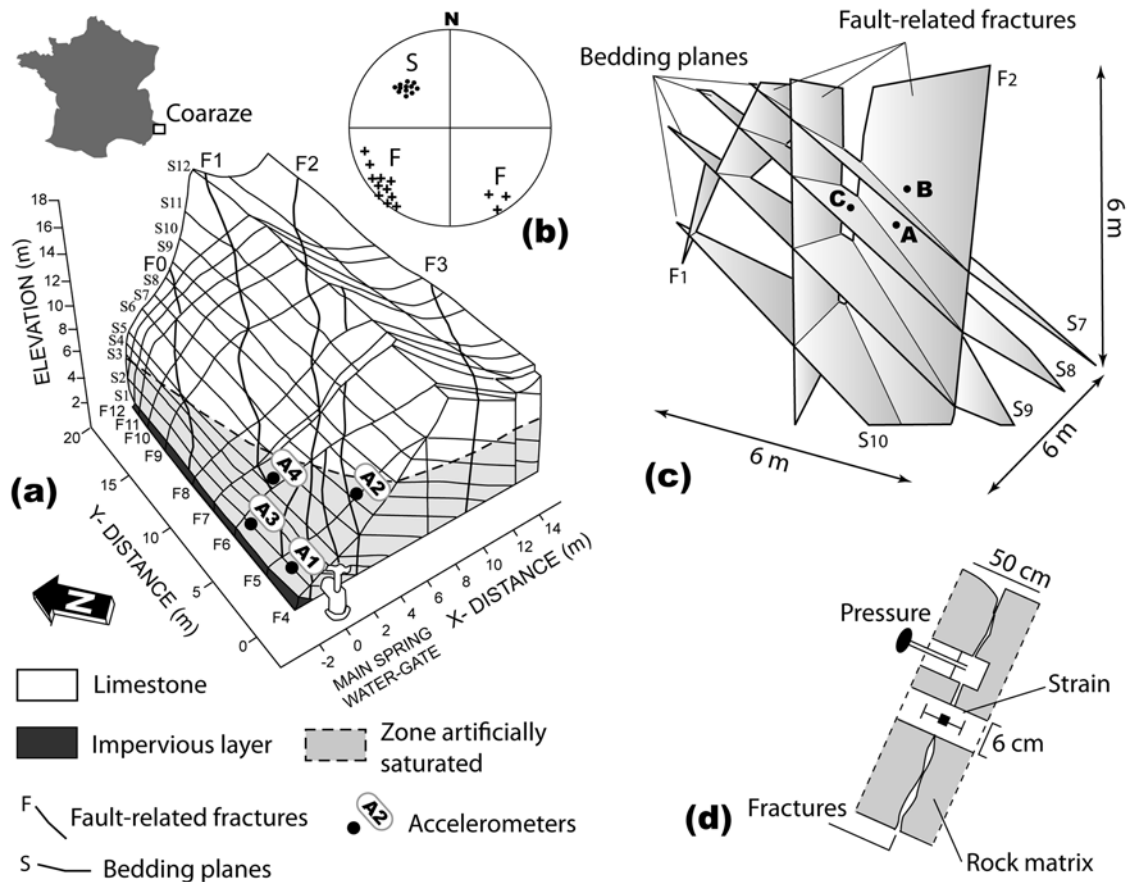 Coaraze
N
S
F
F
(b)
Fault-related fractures
Bedding planes
F2
B
C
A
F1
6 m
S7
S8
S9
S10
6 m
6 m
(c)
S12
F1
F2
S11
S10
S9
F0
S8
S7
S6
S5
S4
S3
S2
S1
F3
18
16
14
12
10
8
6
4
2
ELEVATION (m)
F12
F11
F10
F9
F8
F7
F6
F5
F4
A4
A2
A3
A1
(a)
20
15
10
5
0
Y- DISTANCE (m)
-2
0
2
4
6
8
10
12
14
X- DISTANCE (m)
MAIN SPRING
WATER-GATE
N
Limestone
Impervious layer
Zone artificially
saturated
F
Fault-related fractures
A2
Accelerometers
S
Bedding planes
50 cm
Pressure
Strain
6 cm
Fractures
(d)
Rock matrix